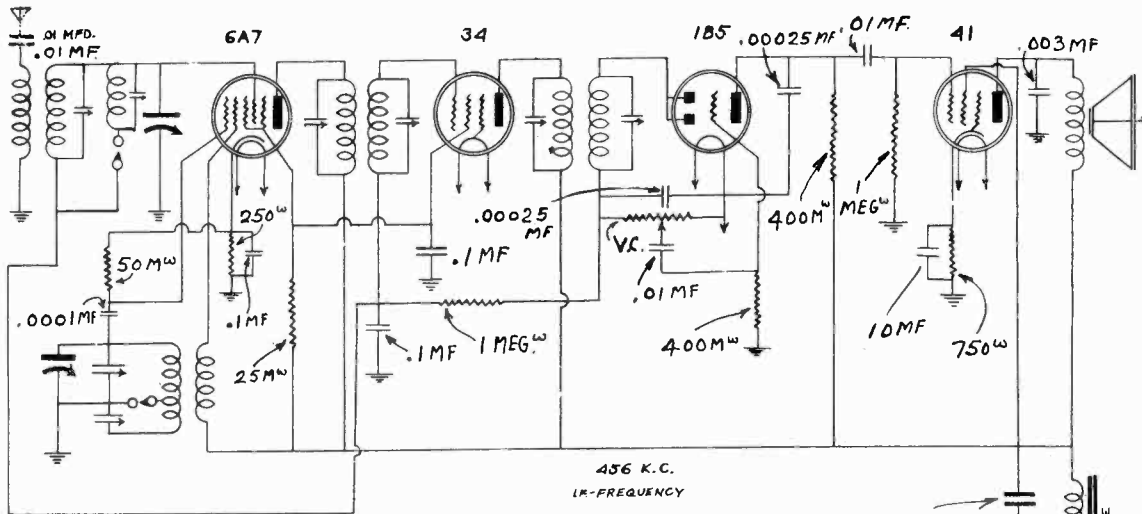 .01 MFD.
.01 MF.
6A7
34
1B5
.00025 MF
.01 MF.
41
.003 MF
250ω
50Mω
.0001 MF
.1 MF
25Mω
.1 MF
.1 MF
1 MEG.ω
.00025
MF
V.C.
.01 MF
400Mω
400Mω
1
MEGω
10 MF
750ω
456 K.C.
I.F-FREQUENCY
ω